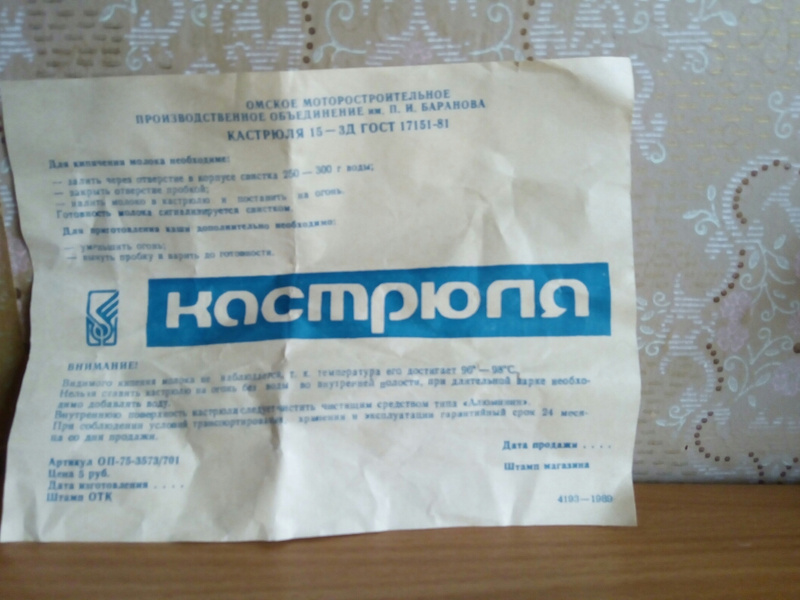 ОМСКОЕ МОТОРОСТРОИТЕЛЬНОЕ
ПРОИЗВОДСТВЕННОЕ ОБЪЕДИНЕНИЕ им. П. И. БАРАНОВА
КАСТРЮЛЯ 15—3Д ГОСТ 17151-81
Для кипячения молока необходимо:
— залить через отверстие в корпусе свистка 250—300 г воды;
— закрыть отверстие пробкой;
— налить молоко в кастрюлю и поставить на огонь.
Готовность молока сигнализируется свистком.
Для приготовления каши дополнительно необходимо:
— уменьшить огонь;
— вынуть пробку и варить до готовности.
кастрюля
ВНИМАНИЕ!
Видимого кипения молока не наблюдается, т. к. температура его достигает 96°—98°С.
Нельзя ставить кастрюлю на огонь без воды во внутренней полости, при длительной варке необхо-
димо добавлять воду.
Внутреннюю поверхность кастрюли следует чистить чистящим средством типа «Алюминин».
При соблюдении условий транспортирования, хранения и эксплуатации гарантийный срок 24 меся-
ца со дня продажи.
Дата продажи . . . .
Артикул ОП-75-3573/791
Штамп магазина
Цена 5 руб.
Дата изготовления . . . .
Штамп ОТК
4193—1989